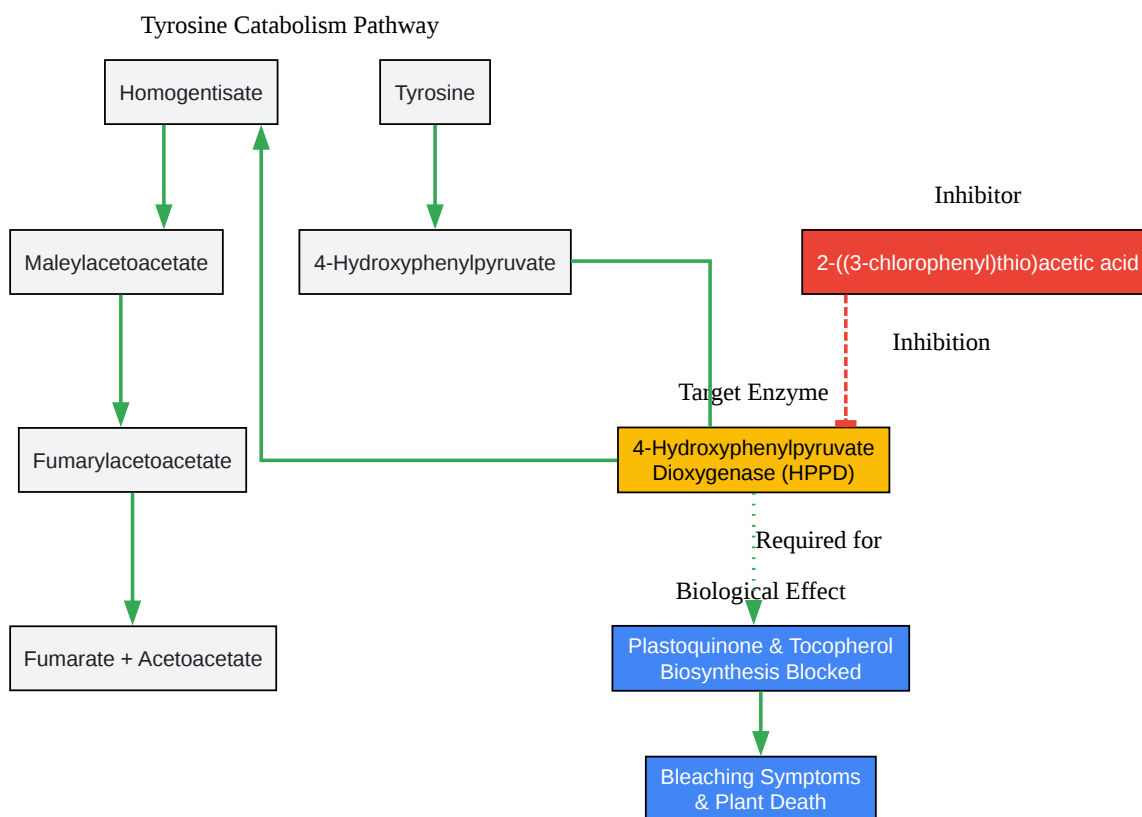 Tyrosine Catabolism Pathway
Homogentisate
Tyrosine
Inhibitor
Maleylacetoacetate
4-Hydroxyphenylpyruvate
2-((3-chlorophenyl)thio)acetic acid
Inhibition
Target Enzyme
Fumarylacetoacetate
4-Hydroxyphenylpyruvate
Dioxygenase (HPPD)
Required for
Biological Effect
Fumarate + Acetoacetate
Plastoquinone & Tocopherol
Biosynthesis Blocked
Bleaching Symptoms
& Plant Death